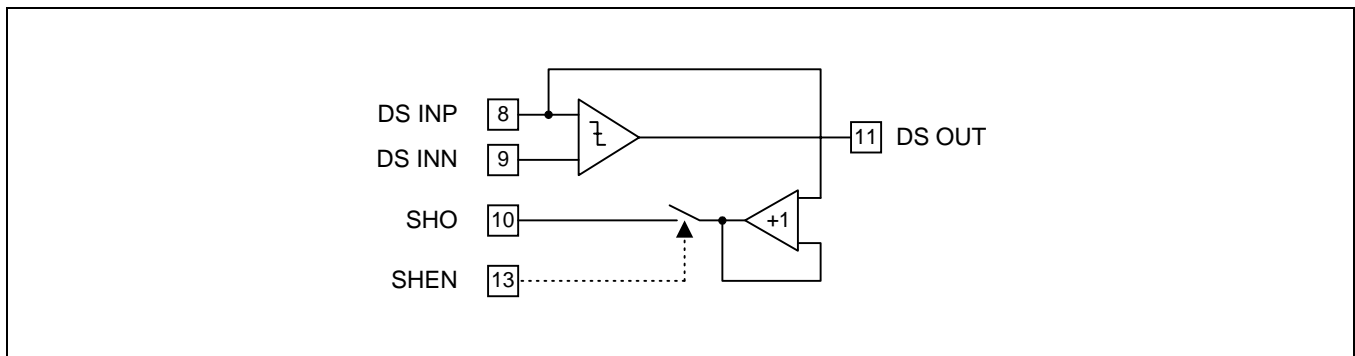 DS INP 8
DS INN 9
11 DS OUT
SHO 10
+1
SHEN 13